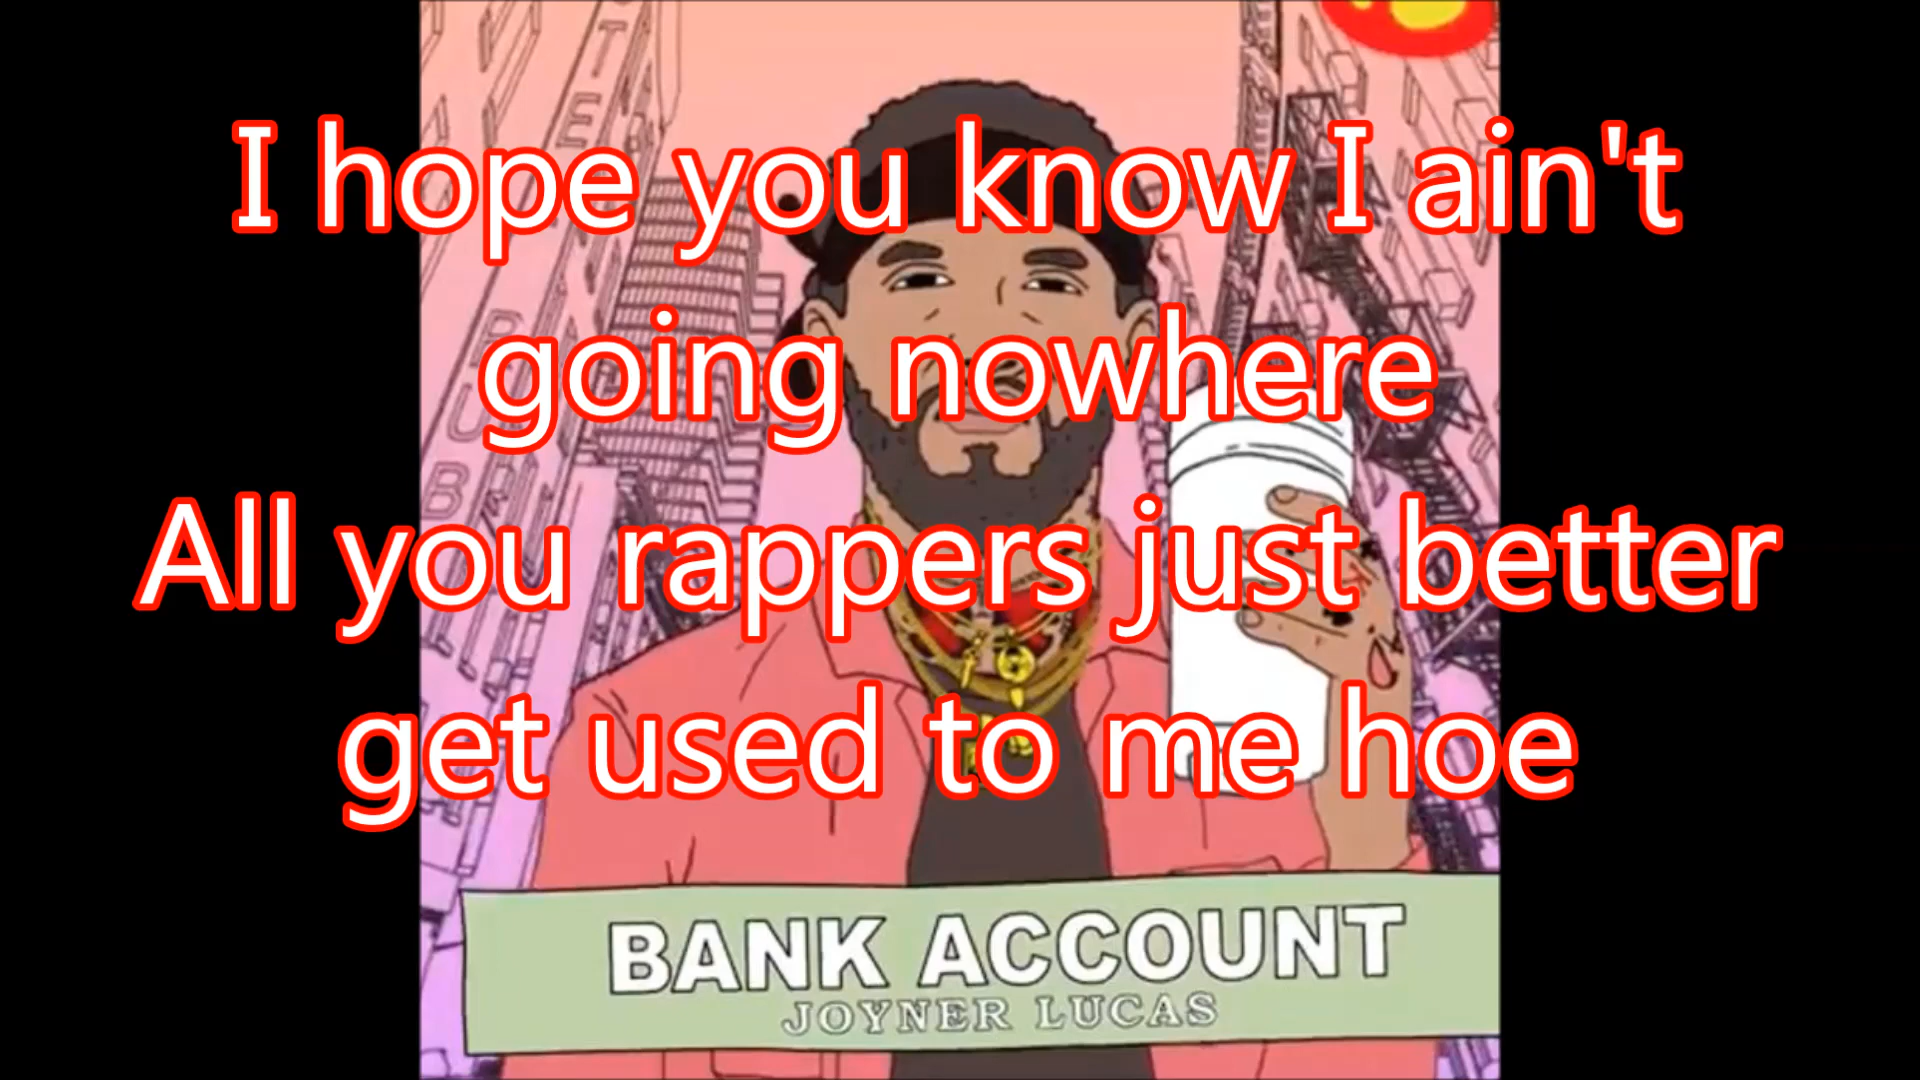 I hope you know I ain't
going nowhere
All you rappers just better
get used to me hoe
BANK ACCOUNT
JOYNER LUCAS